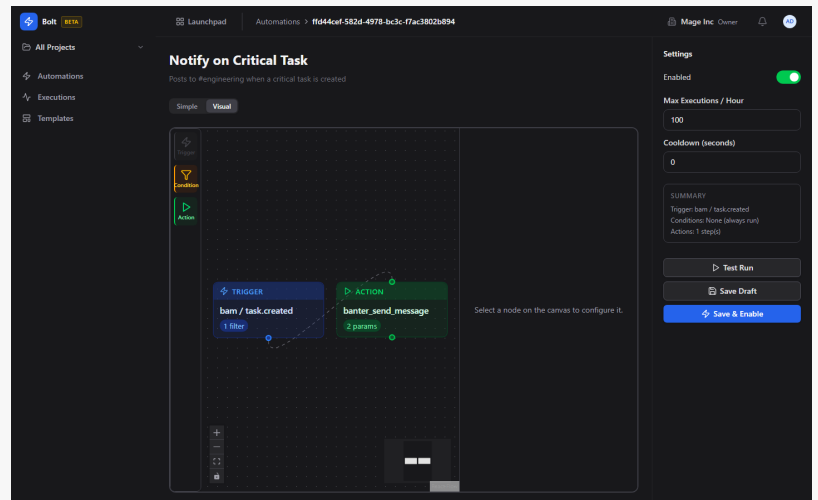 Bolt BETA
Launchpad
Automations > ffd44cef-582d-4978-bc3c-f7ac3802b894
Mage Inc Owner
AD
All Projects
Automations
Executions
Templates
Notify on Critical Task
Posts to #engineering when a critical task is created
Simple Visual
Trigger
Condition
Action
TRIGGER
bam / task.created
1 filter
ACTION
banter_send_message
2 params
Select a node on the canvas to configure it.
Settings
Enabled
Max Executions / Hour
100
Cooldown (seconds)
0
SUMMARY
Trigger: bam / task.created
Conditions: None (always run)
Actions: 1 step(s)
Test Run
Save Draft
Save & Enable